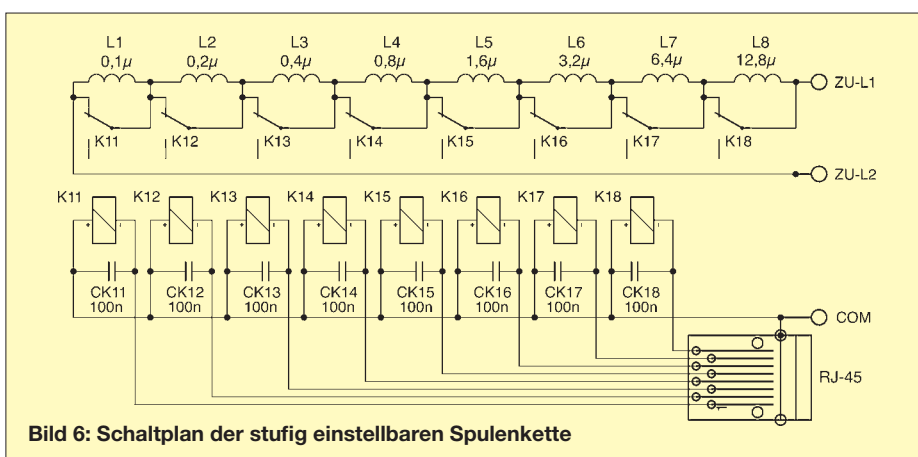 L1 L2 L3 L4 L5 L6 L7 L8
0,1μ 0,2μ 0,4μ 0,8μ 1,6μ 3,2μ 6,4μ 12,8μ
ZU-L1
K11 K12 K13 K14 K15 K16 K17 K18
ZU-L2
K11 K12 K13 K14 K15 K16 K17 K18
+ - + - + - + - + - + - + - + -
CK11 CK12 CK13 CK14 CK15 CK16 CK17 CK18
100n 100n 100n 100n 100n 100n 100n 100n
COM
RJ-45
Bild 6: Schaltplan der stufig einstellbaren Spulenkette